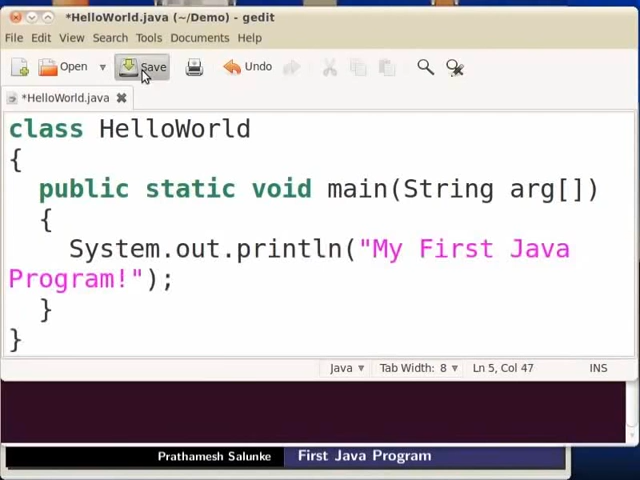 *HelloWorld.java (~/Demo) - gedit
File Edit View Search Tools Documents Help
Open Save Undo
*HelloWorld.java
class HelloWorld
{
public static void main(String arg[])
{
System.out.println("My First Java
Program!");
}
}
Java Tab Width: 8 Ln 5, Col 47 INS
Prathamesh Salunke First Java Program